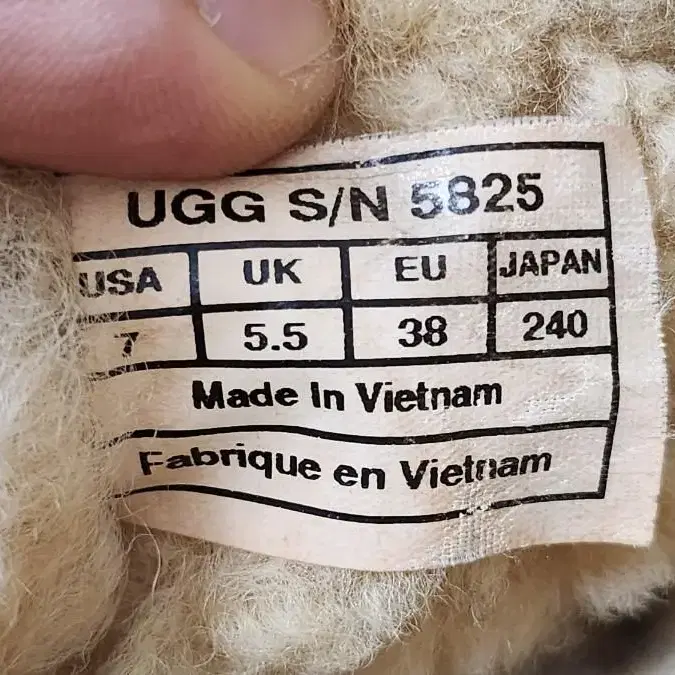 UGG S/N 5825
USA UK EU JAPAN
7 5.5 38 240
Made In Vietnam
Fabrique en Vietnam